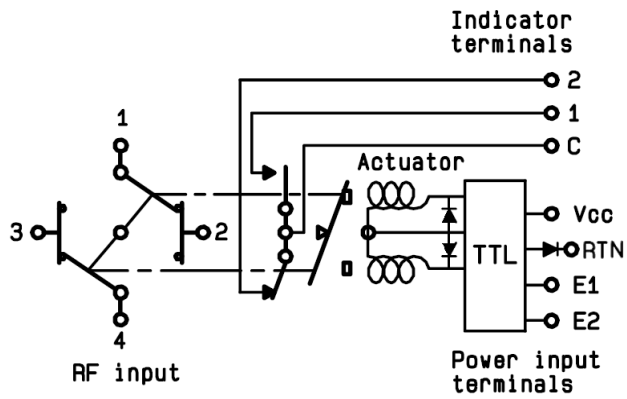 Indicator
terminals
2
1
C
1
Actuator
3
2
TTL
Vcc
RTN
E1
E2
4
RF input
Power input
terminals